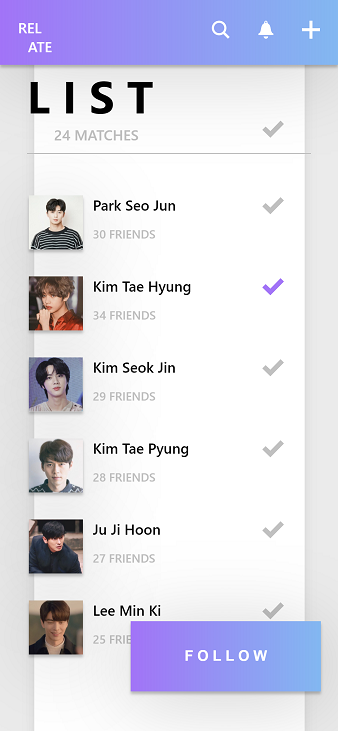 REL
ATE
LIST
24 MATCHES
Park Seo Jun
30 FRIENDS
Kim Tae Hyung
34 FRIENDS
Kim Seok Jin
29 FRIENDS
Kim Tae Pyung
28 FRIENDS
Ju Ji Hoon
27 FRIENDS
Lee Min Ki
25 FRIE
FOLLOW